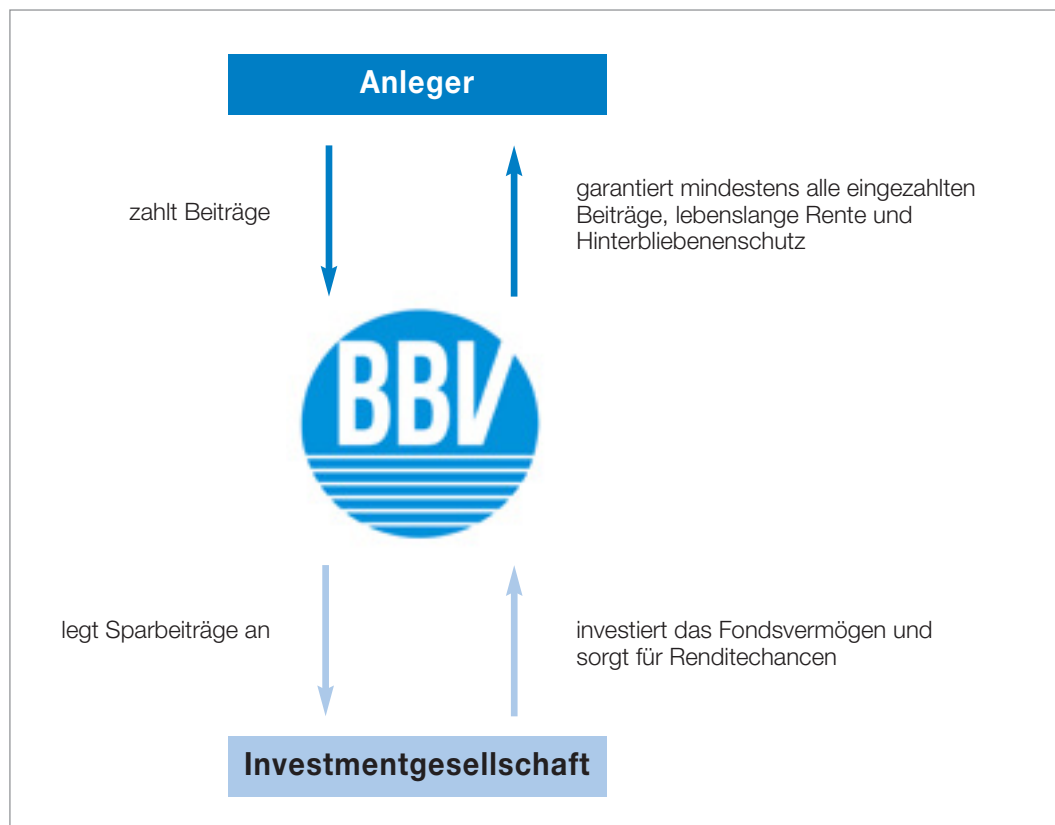 Anleger
zahlt Beiträge
garantiert mindestens alle eingezahlten
Beiträge, lebenslange Rente und
Hinterbliebenenschutz
BBV
legt Sparbeiträge an
investiert das Fondsvermögen und
sorgt für Renditechancen
Investmentgesellschaft